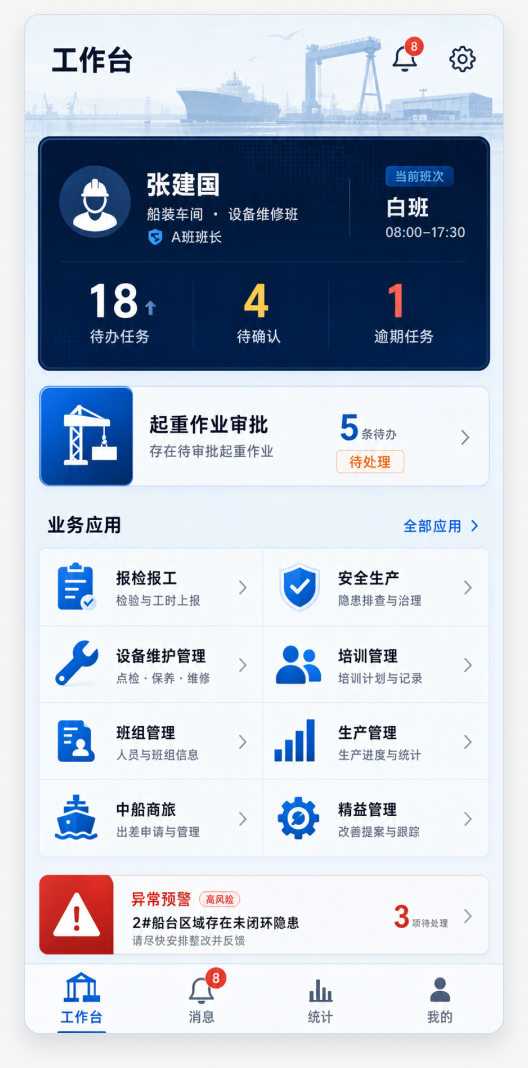 工作台
8
张建国
船装车间 · 设备维修班
A班班长
当前班次
白班
08:00-17:30
18
待办任务
4
待确认
1
逾期任务
起重作业审批
存在待审批起重作业
5条待办
待处理
业务应用
全部应用
报检报工
检验与工时上报
安全生产
隐患排查与治理
设备维护管理
点检·保养·维修
培训管理
培训计划与记录
班组管理
人员与班组信息
生产管理
生产进度与统计
中船商旅
出差申请与管理
精益管理
改善提案与跟踪
异常预警 高风险
2#船台区域存在未闭环隐患
请尽快安排整改并反馈
3项待处理
工作台
8
消息
统计
我的